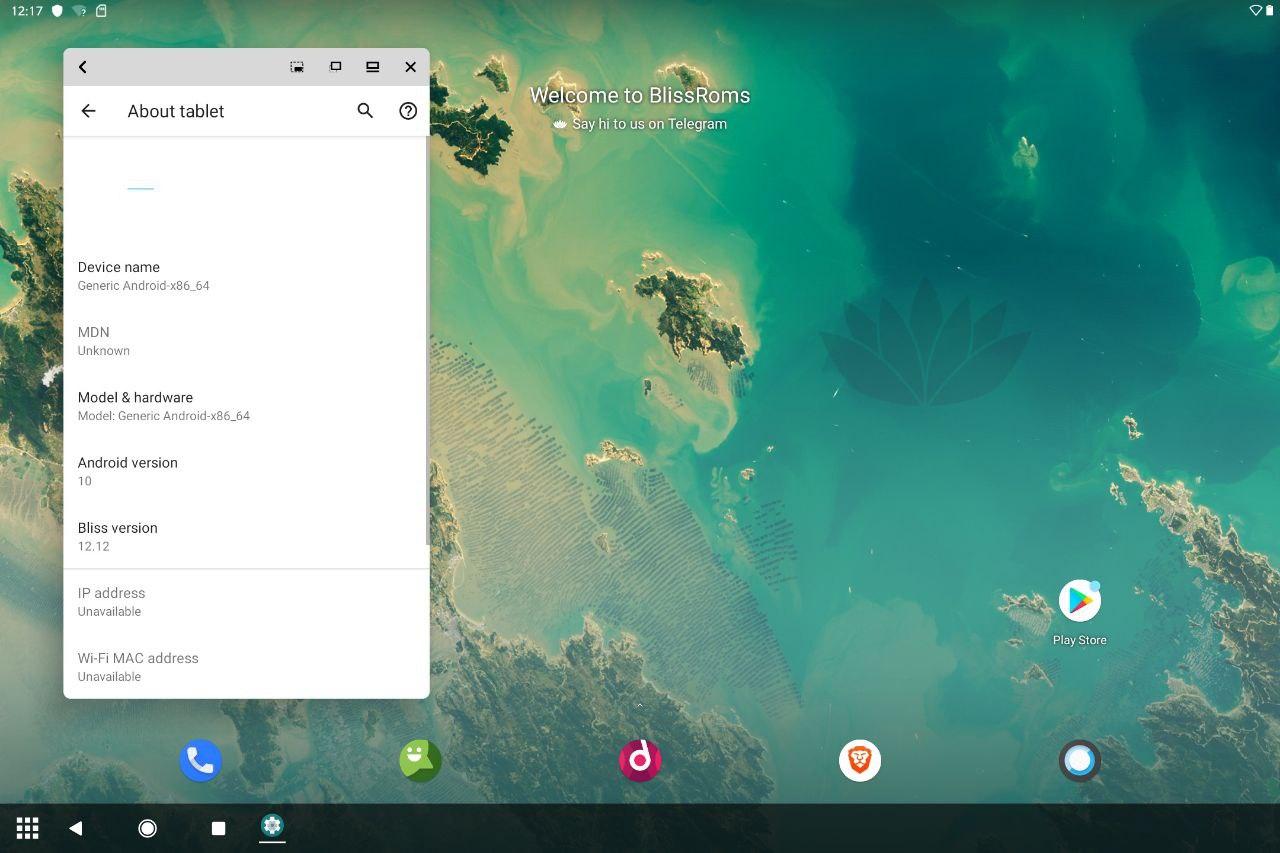 12:17
About tablet
Device name
Generic Android-x86_64
MDN
Unknown
Model & hardware
Model: Generic Android-x86_64
Android version
10
Bliss version
12.12
IP address
Unavailable
Wi-Fi MAC address
Unavailable
Welcome to BlissRoms
Say hi to us on Telegram
Play Store